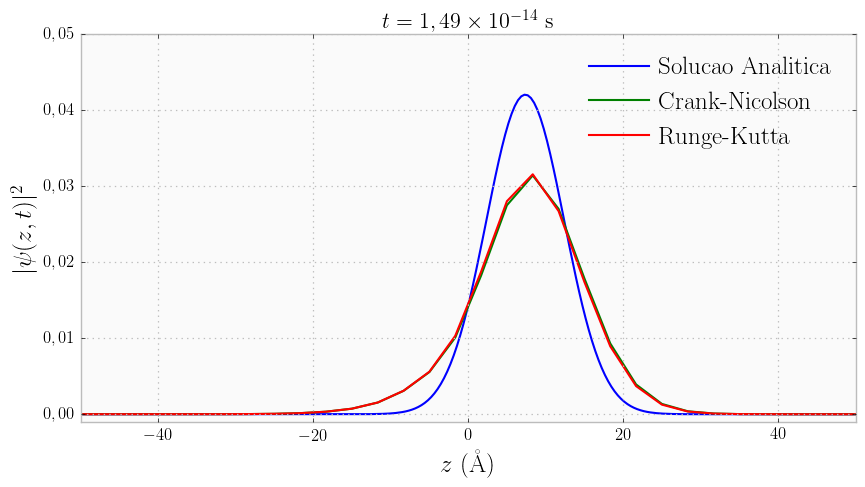 t = 1,49 × 10⁻¹⁴ s
0,05
0,04
0,03
0,02
0,01
0,00
|ψ(z, t)|²
Solucao Analitica
Crank-Nicolson
Runge-Kutta
−40 −20 0 20 40
z (Å)